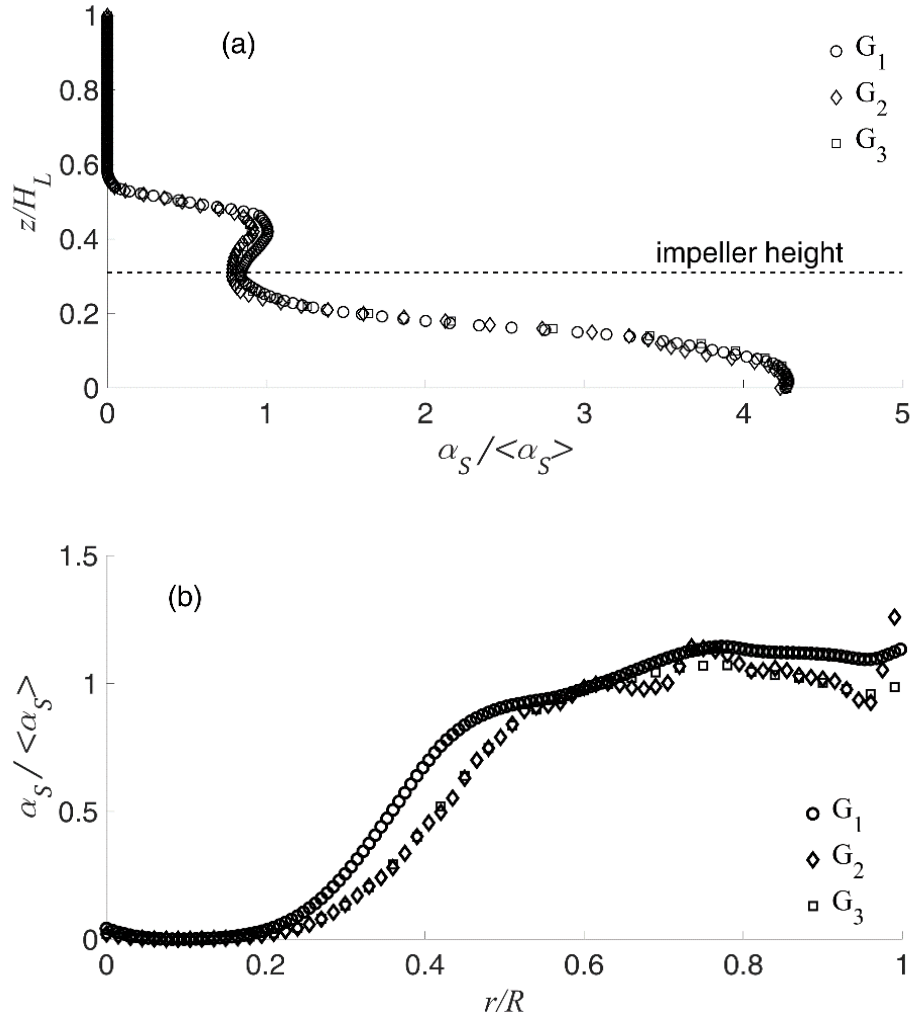 (a)
G1
G2
G3
impeller height
z/HL
1
0.8
0.6
0.4
0.2
0
0 1 2 3 4 5
αS / <αS>
(b)
G1
G2
G3
αS / <αS>
1.5
1
0.5
0
0 0.2 0.4 0.6 0.8 1
r/R